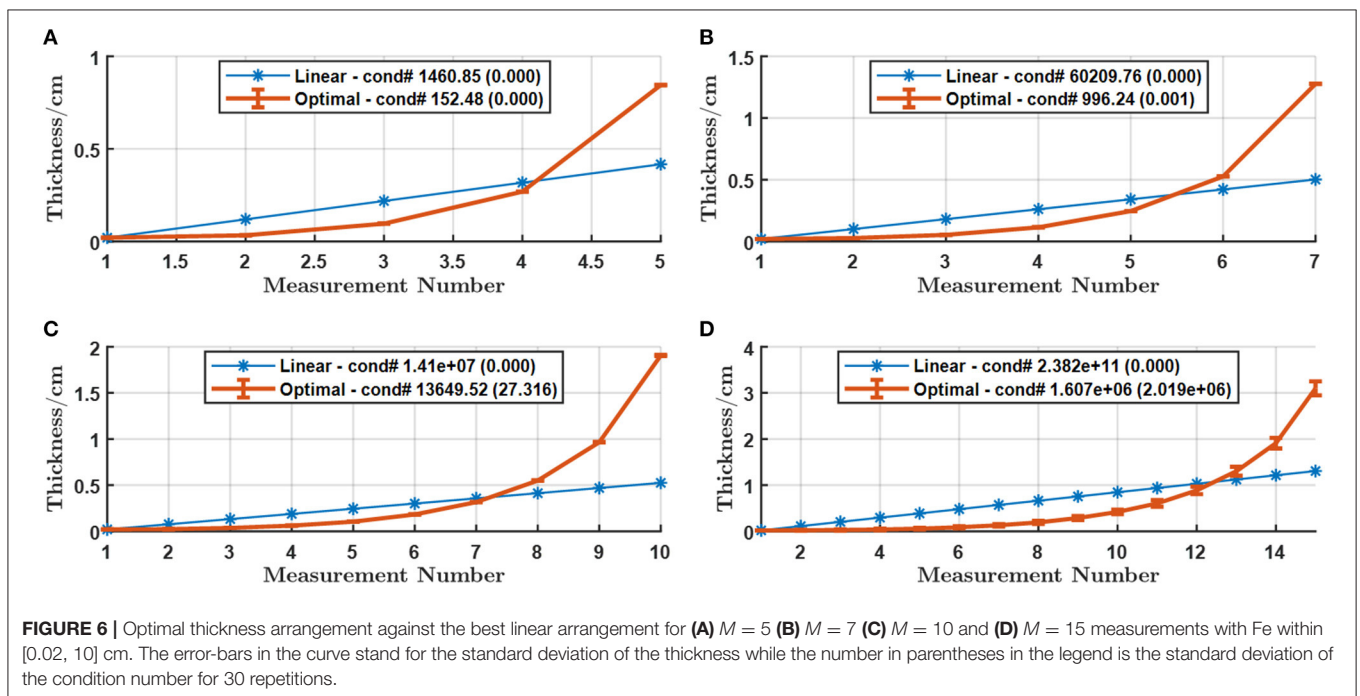 A
Thickness/cm
1
0.5
0
Linear - cond# 1460.85 (0.000)
Optimal - cond# 152.48 (0.000)
1 1.5 2 2.5 3 3.5 4 4.5 5
Measurement Number
B
Thickness/cm
1.5
1
0.5
0
Linear - cond# 60209.76 (0.000)
Optimal - cond# 996.24 (0.001)
1 2 3 4 5 6 7
Measurement Number
C
Thickness/cm
2
1.5
1
0.5
0
Linear - cond# 1.41e+07 (0.000)
Optimal - cond# 13649.52 (27.316)
1 2 3 4 5 6 7 8 9 10
Measurement Number
D
Thickness/cm
4
3
2
1
0
Linear - cond# 2.382e+11 (0.000)
Optimal - cond# 1.607e+06 (2.019e+06)
2 4 6 8 10 12 14
Measurement Number
FIGURE 6 | Optimal thickness arrangement against the best linear arrangement for (A) M = 5 (B) M = 7 (C) M = 10 and (D) M = 15 measurements with Fe within
[0.02, 10] cm. The error-bars in the curve stand for the standard deviation of the thickness while the number in parentheses in the legend is the standard deviation of
the condition number for 30 repetitions.